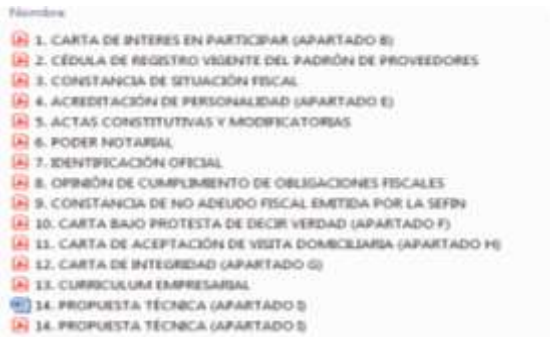 Nombre
1. CARTA DE INTERES EN PARTICIPAR (APARTADO B)
2. CÉDULA DE REGISTRO VIGENTE DEL PADRÓN DE PROVEEDORES
3. CONSTANCIA DE SITUACIÓN FISCAL
4. ACREDITACIÓN DE PERSONALIDAD (APARTADO E)
5. ACTAS CONSTITUTIVAS Y MODIFICATORIAS
6. PODER NOTARIAL
7. IDENTIFICACIÓN OFICIAL
8. OPINIÓN DE CUMPLIMIENTO DE OBLIGACIONES FISCALES
9. CONSTANCIA DE NO ADEUDO FISCAL EMITIDA POR LA SEFIN
10. CARTA BAJO PROTESTA DE DECIR VERDAD (APARTADO F)
11. CARTA DE ACEPTACIÓN DE VISITA DOMICILIARIA (APARTADO H)
12. CARTA DE INTEGRIDAD (APARTADO G)
13. CURRICULUM EMPRESARIAL
14. PROPUESTA TÉCNICA (APARTADO I)
14. PROPUESTA TÉCNICA (APARTADO I)